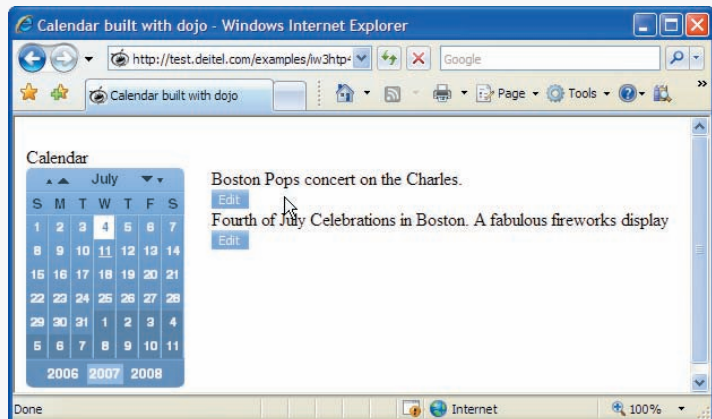 Calendar built with dojo - Windows Internet Explorer
http://test.deitel.com/examples/iw3htp4
Google
Calendar built with dojo
Page
Tools
»
Calendar
July
S M T W T F S
1 2 3 4 5 6 7
8 9 10 11 12 13 14
15 16 17 18 19 20 21
22 23 24 25 26 27 28
29 30 31 1 2 3 4
5 6 7 8 9 10 11
2006 2007 2008
Boston Pops concert on the Charles.
Edit
Fourth of July Celebrations in Boston. A fabulous fireworks display
Edit
Done
Internet
100%